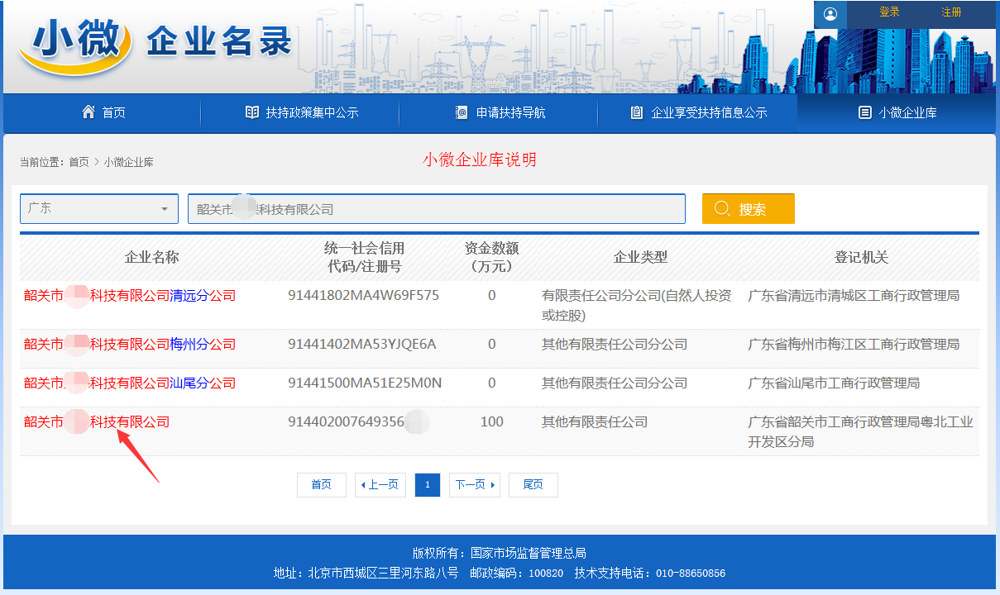 登录 注册
小微 企业名录
首页 扶持政策集中公示 申请扶持导航 企业享受扶持信息公示 小微企业库
当前位置：首页 > 小微企业库
小微企业库说明
广东 韶关市 科技有限公司 搜索
企业名称 统一社会信用 资金数额 企业类型 登记机关
代码/注册号 （万元）
韶关市 科技有限公司清远分公司 91441802MA4W69F575 0 有限责任公司分公司(自然人投资 广东省清远市清城区工商行政管理局
或控股)
韶关市 科技有限公司梅州分公司 91441402MA53YJQE6A 0 其他有限责任公司分公司 广东省梅州市梅江区工商行政管理局
韶关市 科技有限公司汕尾分公司 91441500MA51E25M0N 0 其他有限责任公司分公司 广东省汕尾市工商行政管理局
韶关市 科技有限公司 914402007649356 100 其他有限责任公司 广东省韶关市工商行政管理局粤北工业
开发区分局
首页 上一页 1 下一页 尾页
版权所有：国家市场监督管理总局
地址：北京市西城区三里河东路八号 邮政编码：100820 技术支持电话：010-88650856